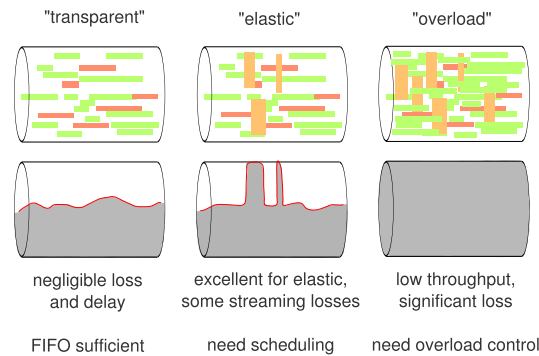 "transparent"
"elastic"
"overload"
negligible loss
and delay
excellent for elastic,
some streaming losses
low throughput,
significant loss
FIFO sufficient
need scheduling
need overload control